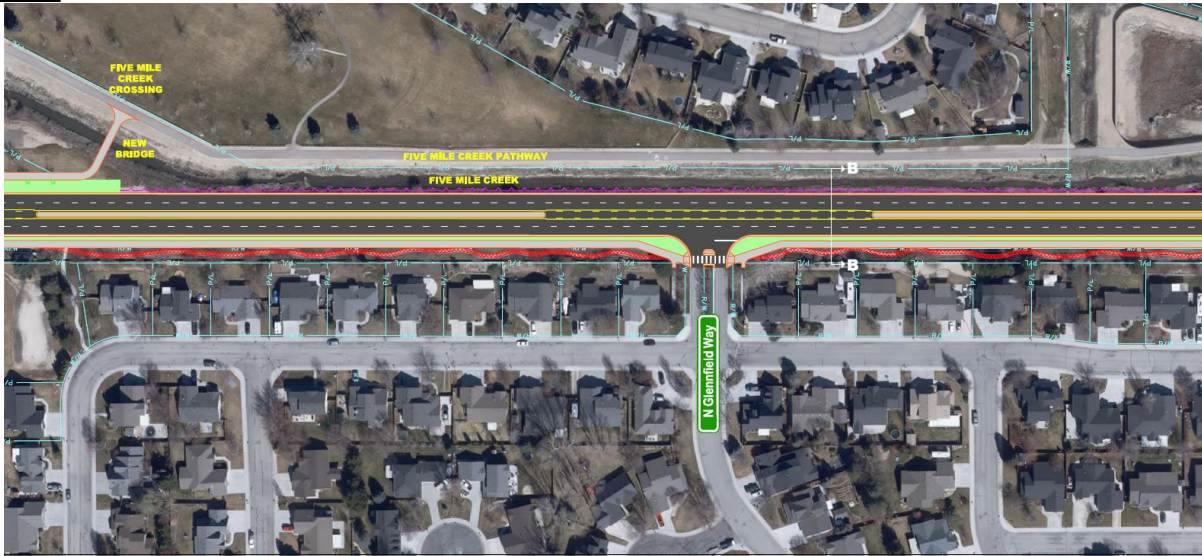 FIVE MILE
CREEK
CROSSING
NEW
BRIDGE
FIVE MILE CREEK PATHWAY
FIVE MILE CREEK
B
B
N Glennfield Way
P/L
P/L
P/L
P/L
P/L
P/L
P/L
P/L
R/W
R/W
R/W